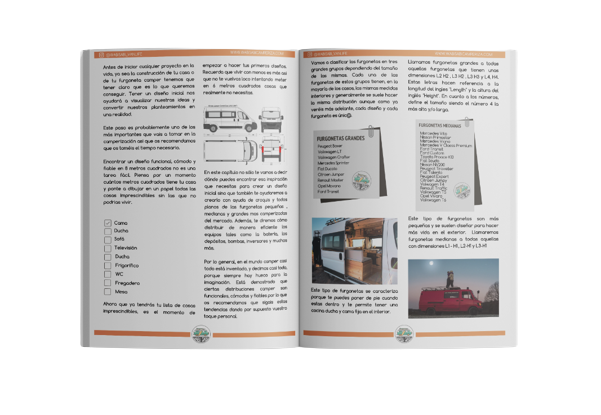 Antes de iniciar cualquier proyecto en la
vida, ya sea la construcción de tu casa o
de tu furgoneta camper tenemos que
tener claro que es lo que queremos
conseguir. Tener un diseño inicial nos
ayudará a visualizar nuestras ideas y
convertir nuestros planteamientos en
una realidad.
Este paso es probablemente uno de los
más importantes que vas a tomar en la
camperización así que se recomendamos
que se lo/adió el tiempo necesario.
Encontrar un diseño funcional, cómodo y
fiable en 8 metros cuadrados no es una
tarea fácil. Piensa por un momento
cuántos metros cuadrados tiene tu casa
y ponte a dibujar en un papel todas las
cosas imprescindibles sin las que no
podrías vivir.
Cama
Ducha
Sofá
Televisión
Ducha
Frigorífico
WC
Fregadero
Mesa
Ahora que ya tendrás tu lista de cosas
imprescindibles, es el momento de
empezar a hacer tus primeros diseños.
Recuerda que vivir con menos es más así
que no te vuelvas loco intentando meter
en 8 metros cuadrados cosas que
realmente no necesitas.
En este capítulo no sólo te vamos a decir
dónde puedes encontrar esa inspiración
que necesitas para crear un diseño
inicial sino que también te ayudaremos a
crearlo con ayuda de croquis y todos
planos de las furgonetas pequeñas
, medianas y grandes mas camperizadas
del mercado. Además, te diremos cómo
distribuir de manera eficiente los
equipos tales como la batería, los
depósitos, bombas, inversores y muchos
más.
Por lo general, en el mundo camper casi
todo está inventado, y decimos casi todo,
porque siempre hay hueco para la
imaginación. Está demostrado que
ciertas distribuciones camper son
funcionales, cómodas y fiables por lo que
os recomendamos que sigáis estas
tendencias dando por supuesto vuestro
toque personal.
Vamos a clasificar las furgonetas en tres
grandes grupos dependiendo del tamaño
de las mismas. Cada una de las
furgonetas de estos grupos tienen, en la
mayoría de los casos, las mismas medidas
interiores y generalmente se suele hacer
la misma distribución aunque como ya
veréis más adelante, cada diseño y cada
furgoneta es única.
FURGONETAS GRANDES
Peugeot Boxer
Volkswagen LT
Volkswagen Crafter
Mercedes Sprinter
Fiat Ducato
Citroen Jumper
Renault Master
Opel Movano
Ford Transit
Este tipo de furgonetas se caracteriza
porque te puedes poner de pie cuando
estas dentro y te permite tener una
cocina ducha y cama fija en el interior.
Llamaremos furgonetas grandes a todas
aquellas furgonetas que tienen unas
dimensiones L2 H2 , L3 H2 , L3 H3 y L4, H4.
Estas letras hacen referencia a la
longitud del inglés "Length" y la altura del
inglés "Height". En cuanto a los números,
define el tamaño siendo el número 4 la
más alta y/o larga.
FURGONETAS MEDIANAS
Mercedes Vito
Nissan Primastar
Mercedes Viano
Mercedes V Clase Premium
Ford Transit
Ford Custom
Fiat Scudo
Fiat Talento
Peugeot Expert
Citroen Jumpy
Volkswagen T4
Renault Trafic
Volkswagen T5
Opel Vivaro
Volkswagen T6
Este tipo de furgonetas son más
pequeñas y se suelen diseñar para hacer
más vida en el exterior. Llamaremos
furgonetas medianas a todas aquellas
con dimensiones L1 - H1, L2-H1 y L3-H1